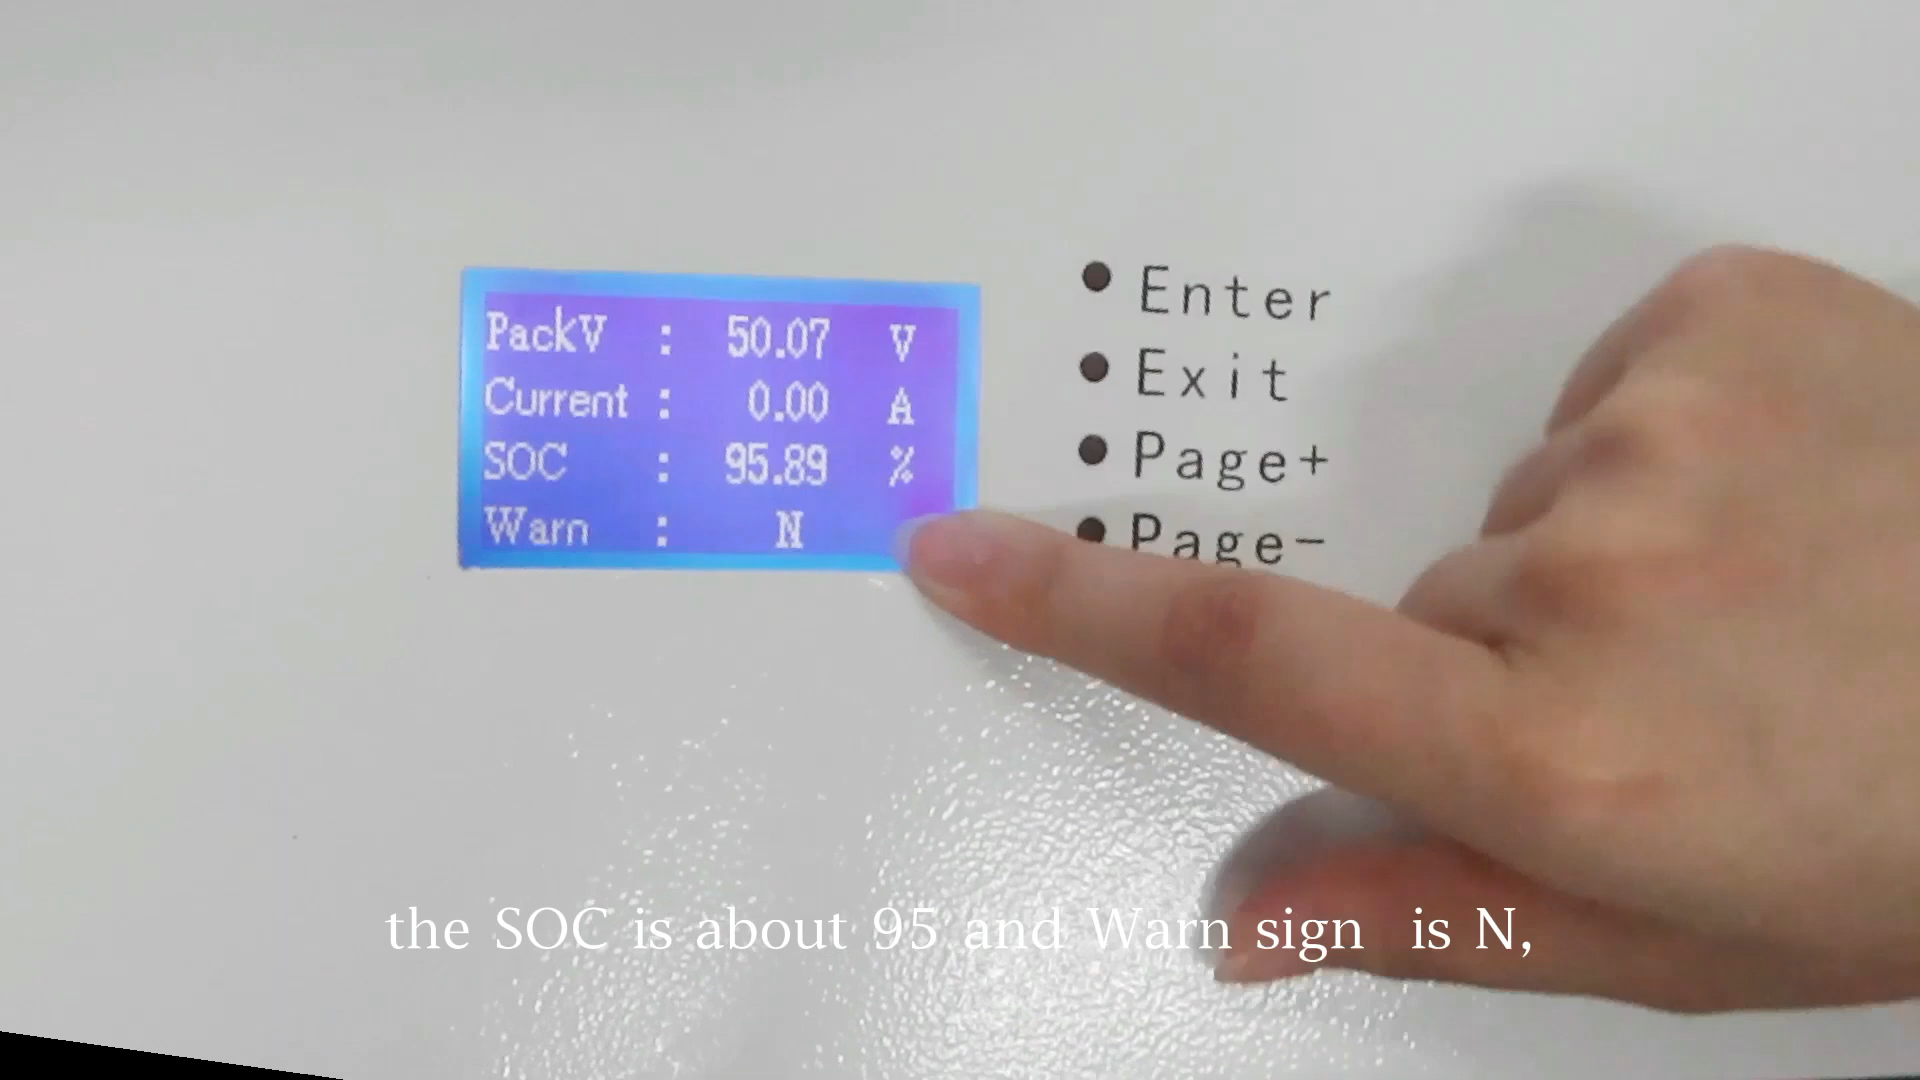 PackV : 50.07 V
Current : 0.00 A
SOC : 95.89 %
Warn : N
Enter
Exit
Page+
Page-
the SOC is about 95 and Warn sign is N,